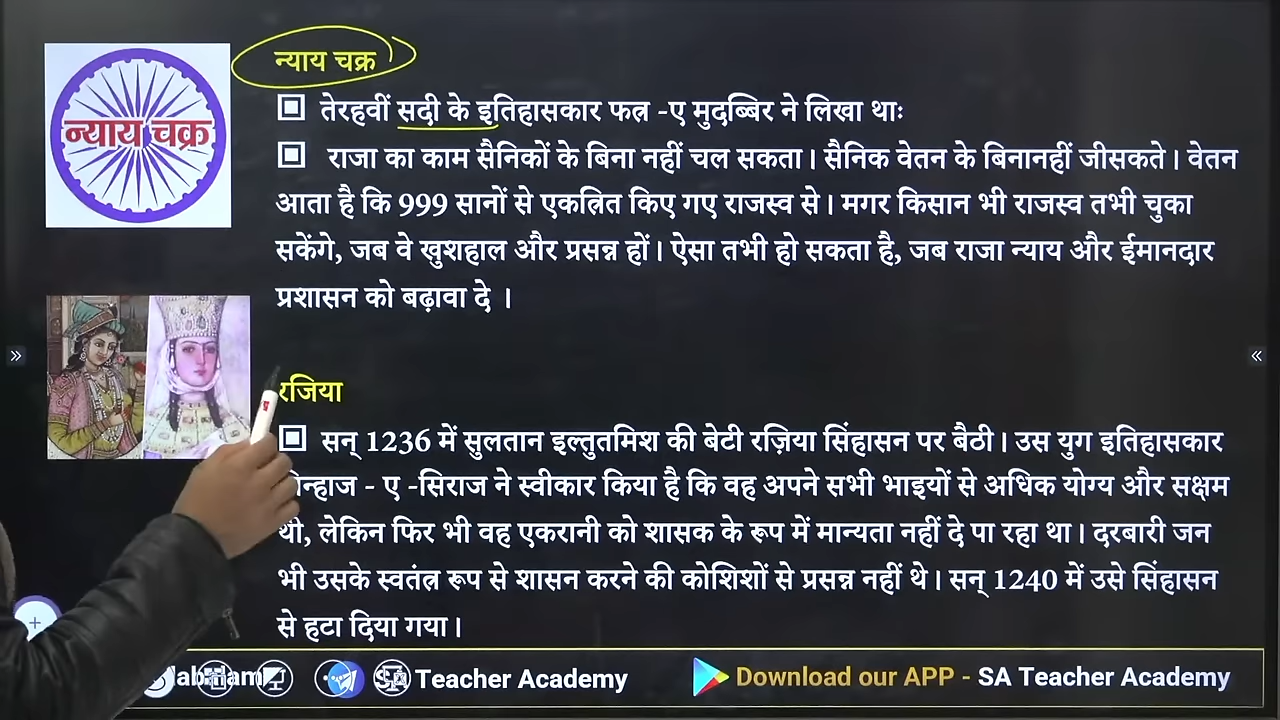 न्याय चक्र
न्याय चक्र
तेरहवीं सदी के इतिहासकार फत्र -ए मुदब्बिर ने लिखा थाः
राजा का काम सैनिकों के बिना नहीं चल सकता। सैनिक वेतन के बिनानहीं जीसकते। वेतन
आता है कि 999 सानों से एकत्रित किए गए राजस्व से। मगर किसान भी राजस्व तभी चुका
सकेंगे, जब वे खुशहाल और प्रसन्न हों। ऐसा तभी हो सकता है, जब राजा न्याय और ईमानदार
प्रशासन को बढ़ावा दे ।
रजिया
सन् 1236 में सुलतान इल्तुतमिश की बेटी रज़िया सिंहासन पर बैठी। उस युग इतिहासकार
- ए -सिराज ने स्वीकार किया है कि वह अपने सभी भाइयों से अधिक योग्य और सक्षम
थी, लेकिन फिर भी वह एकरानी को शासक के रूप में मान्यता नहीं दे पा रहा था। दरबारी जन
भी उसके स्वतंत्र रूप से शासन करने की कोशिशों से प्रसन्न नहीं थे। सन् 1240 में उसे सिंहासन
से हटा दिया गया।
Teacher Academy
Download our APP - SA Teacher Academy